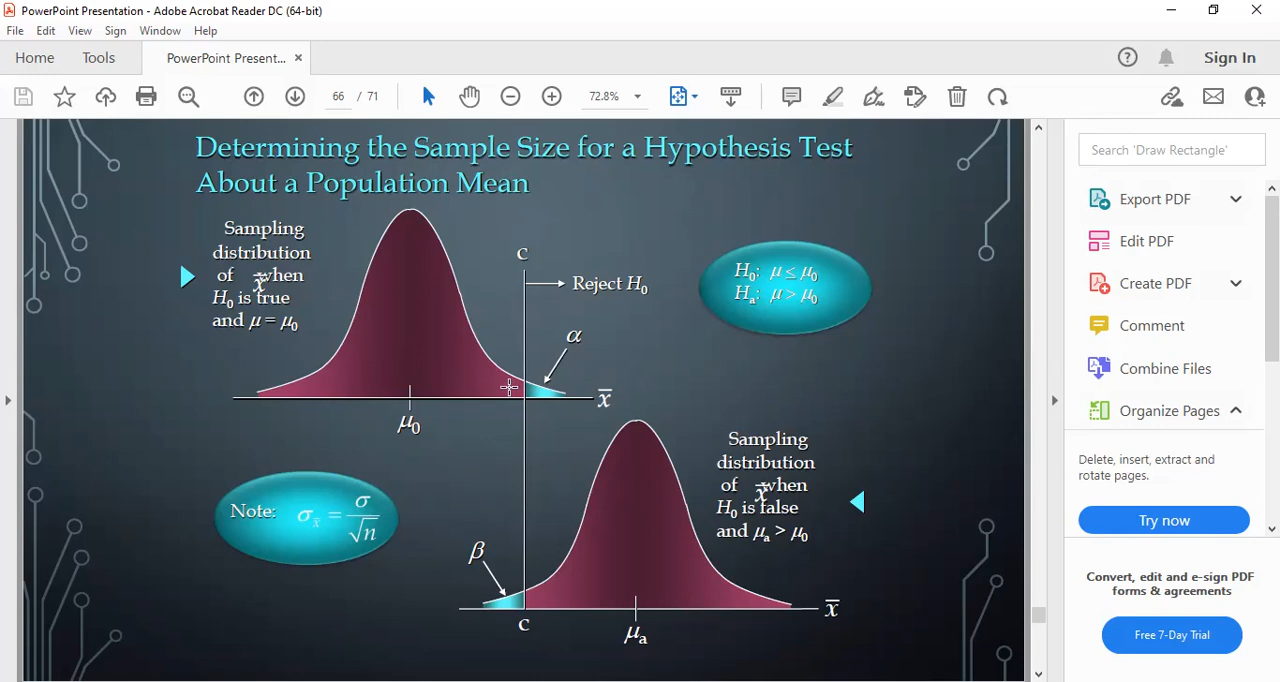 PowerPoint Presentation - Adobe Acrobat Reader DC (64-bit)
File Edit View Sign Window Help
Home Tools PowerPoint Present... × Sign In
66 / 71 72.8%
Determining the Sample Size for a Hypothesis Test
About a Population Mean
Sampling
distribution
of x̅ when
H₀ is true
and μ = μ₀
c
Reject H₀
α
x̅
μ₀
H₀: μ ≤ μ₀
Hₐ: μ > μ₀
Note: σx̅ = σ/√n
Sampling
distribution
of x̅ when
H₀ is false
and μₐ > μ₀
β
c
μₐ
x̅
Search 'Draw Rectangle'
Export PDF
Edit PDF
Create PDF
Comment
Combine Files
Organize Pages
Delete, insert, extract and
rotate pages.
Try now
Convert, edit and e-sign PDF
forms & agreements
Free 7-Day Trial